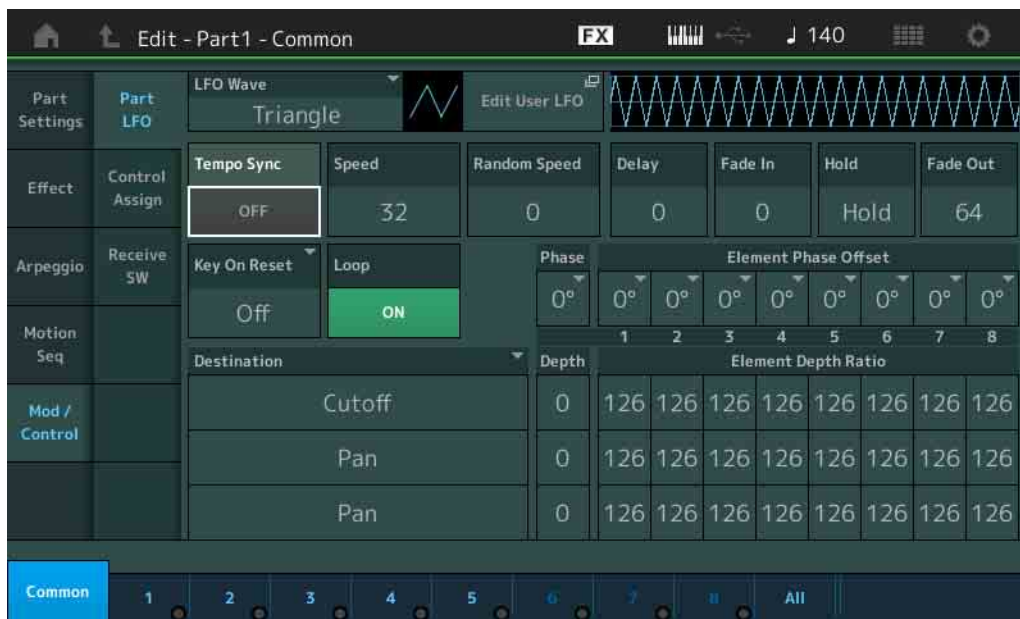 Edit - Part1 - Common FX ♩ 140
Part
Settings
Part
LFO
LFO Wave
Triangle
Edit User LFO
Effect
Control
Assign
Tempo Sync Speed Random Speed Delay Fade In Hold Fade Out
OFF 32 0 0 0 Hold 64
Arpeggio
Receive
SW
Key On Reset Loop Phase Element Phase Offset
Off ON 0° 0° 0° 0° 0° 0° 0° 0° 0°
1 2 3 4 5 6 7 8
Motion
Seq
Destination Depth Element Depth Ratio
Mod /
Control
Cutoff 0 126 126 126 126 126 126 126 126
Pan 0 126 126 126 126 126 126 126 126
Pan 0 126 126 126 126 126 126 126 126
Common 1 2 3 4 5 6 7 8 All